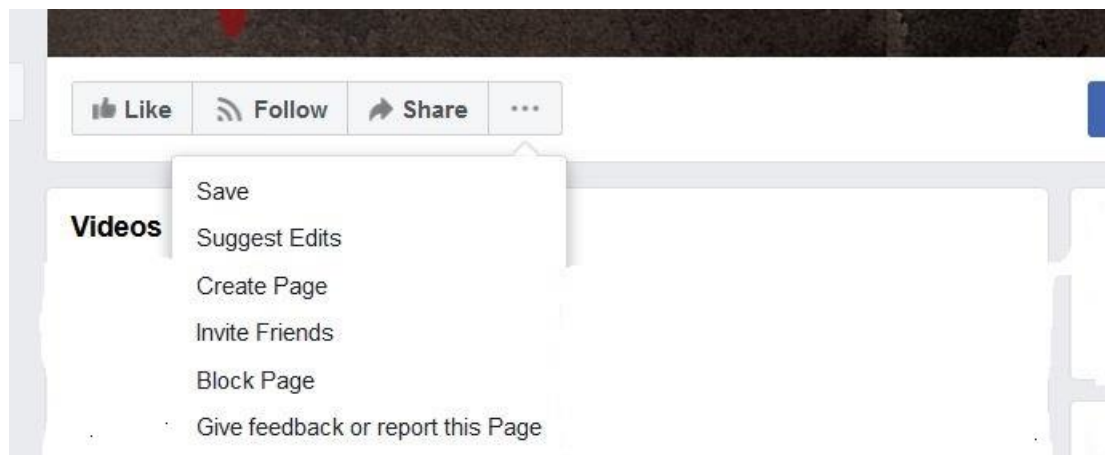 Like Follow Share ...
Save
Videos
Suggest Edits
Create Page
Invite Friends
Block Page
Give feedback or report this Page